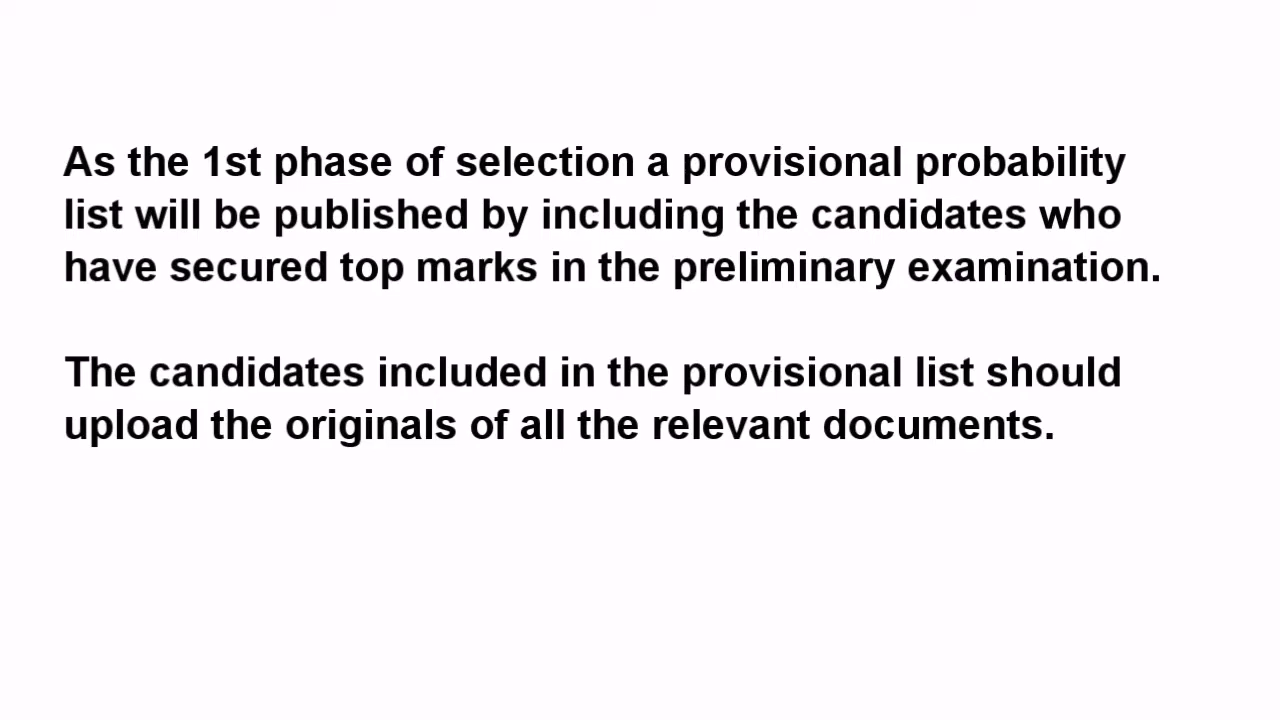 As the 1st phase of selection a provisional probability
list will be published by including the candidates who
have secured top marks in the preliminary examination.
The candidates included in the provisional list should
upload the originals of all the relevant documents.